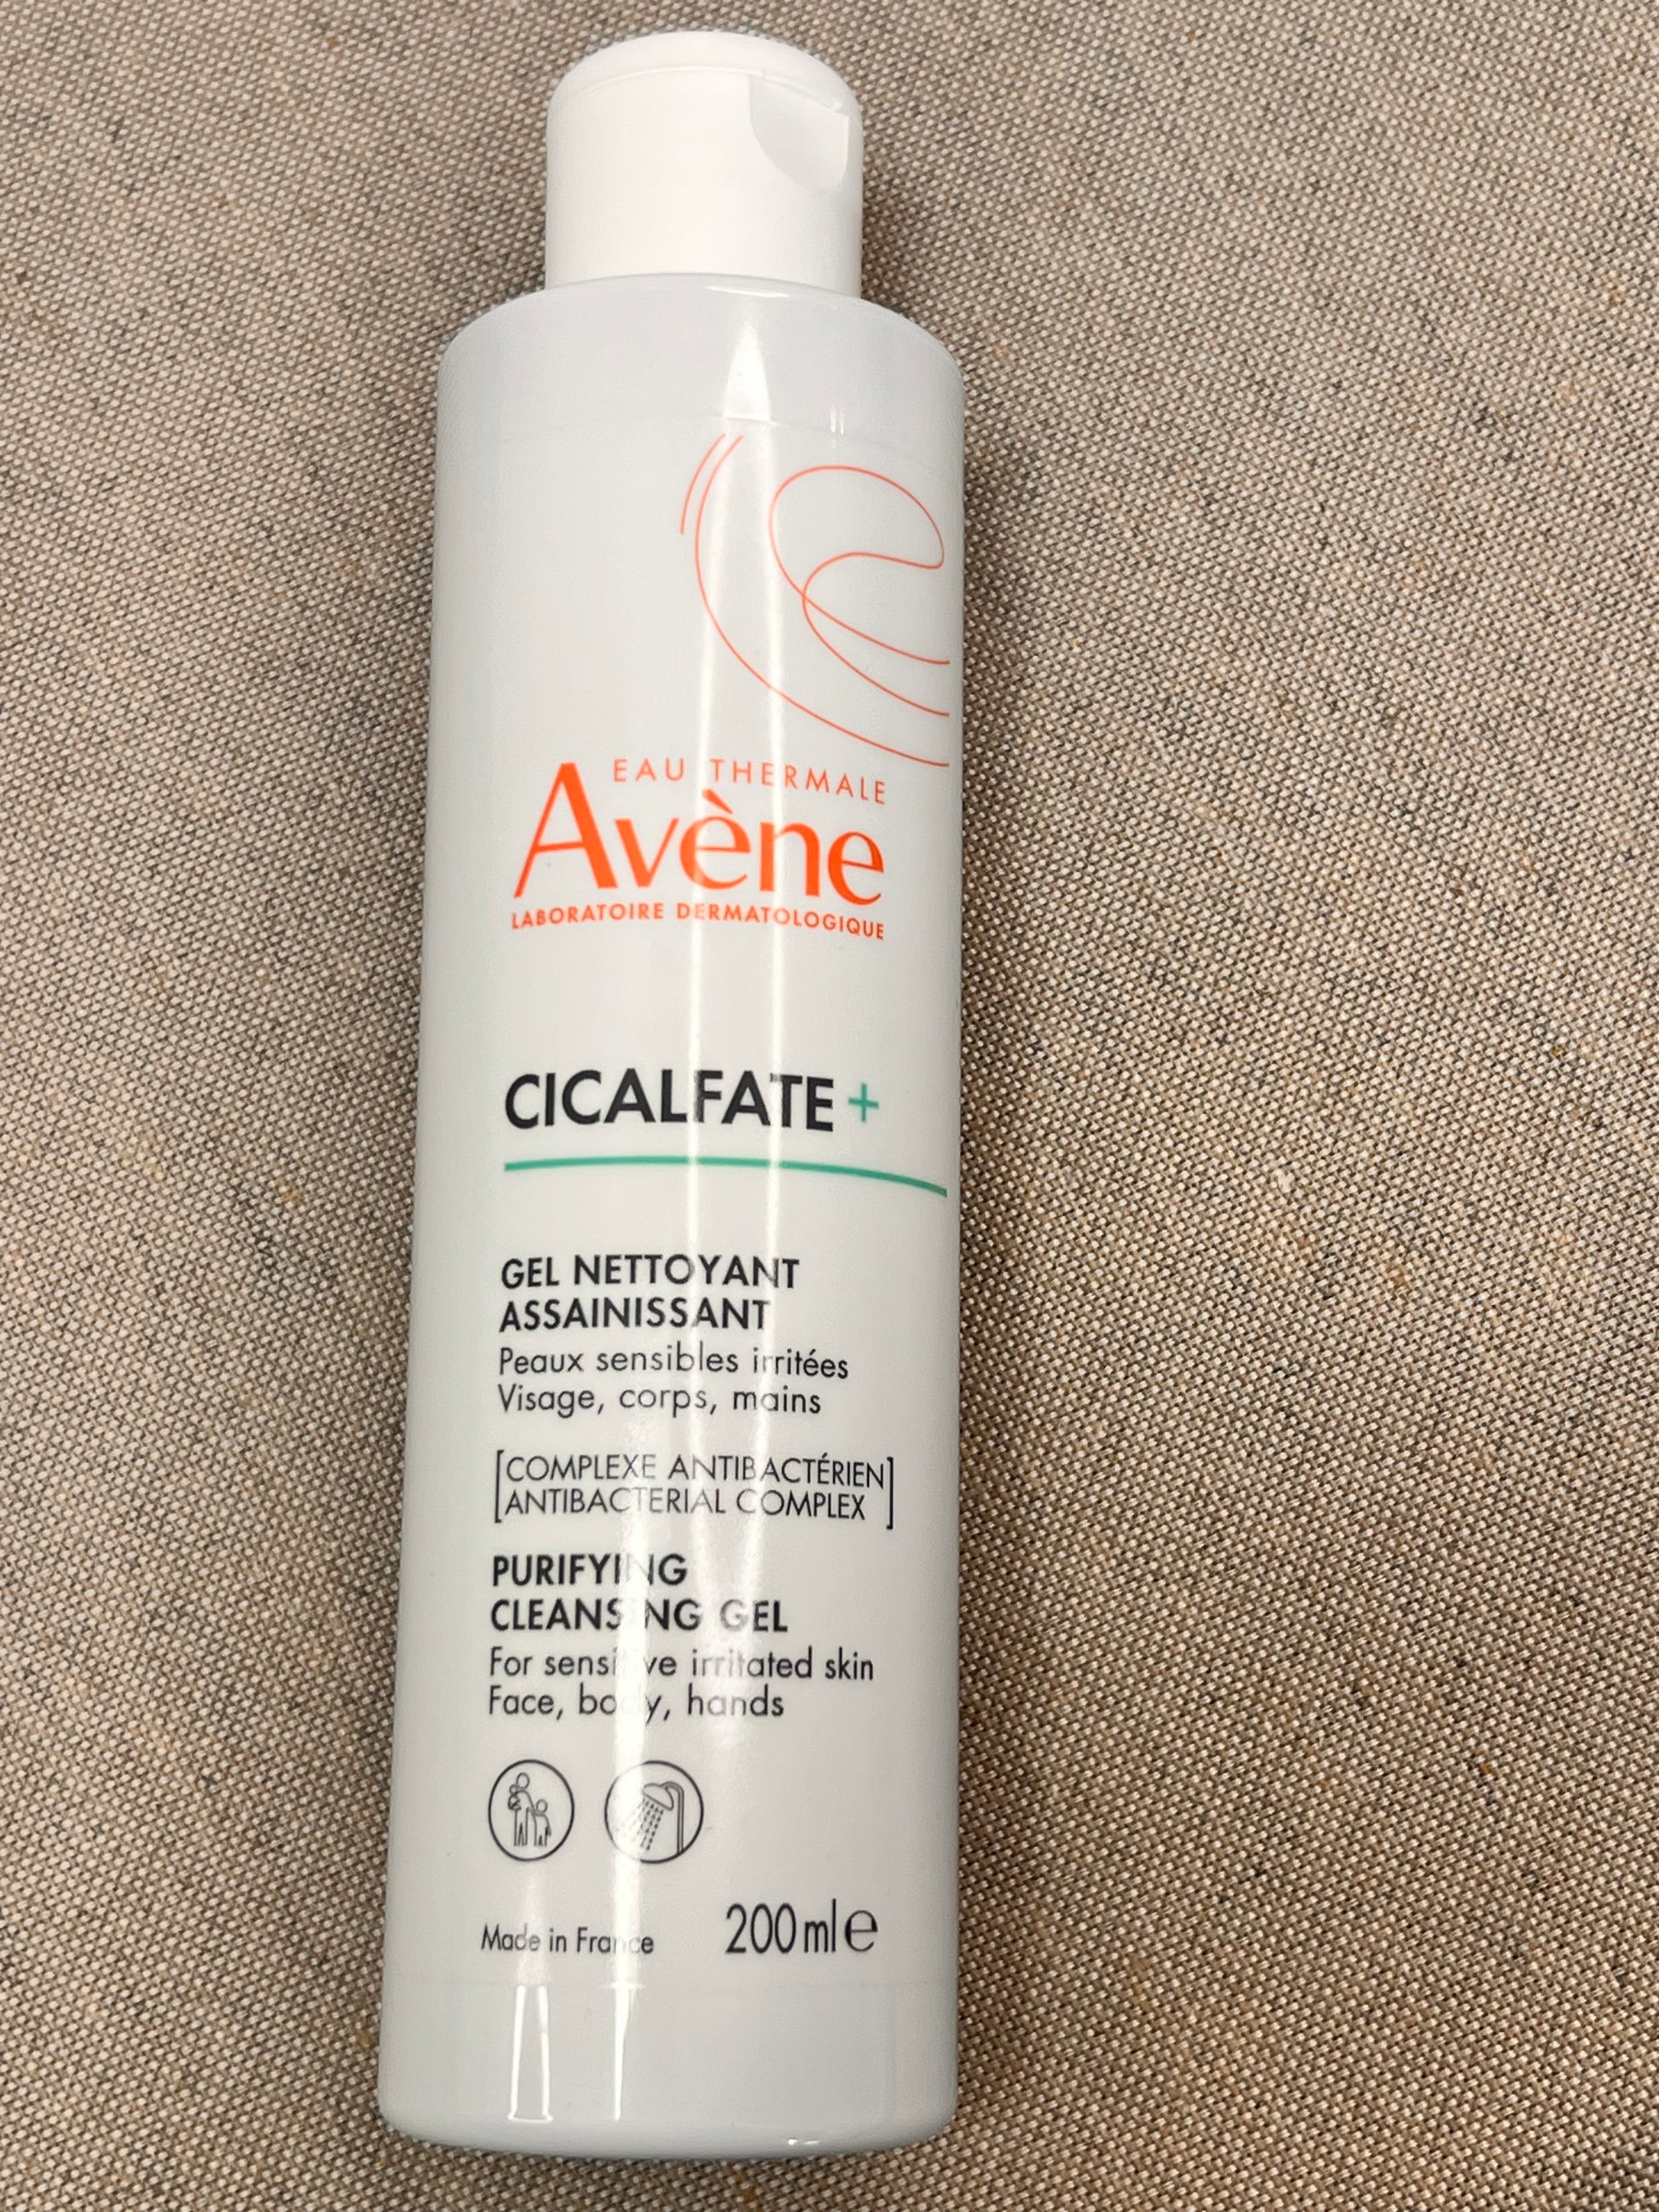 EAU THERMALE
Avène
LABORATOIRE DERMATOLOGIQUE
CICALFATE+
GEL NETTOYANT
ASSAINISSANT
Peaux sensibles irritées
Visage, corps, mains
[COMPLEXE ANTIBACTÉRIEN
ANTIBACTERIAL COMPLEX]
PURIFYING
CLEANSING GEL
For sensitive irritated skin
Face, body, hands
Made in France 200ml℮